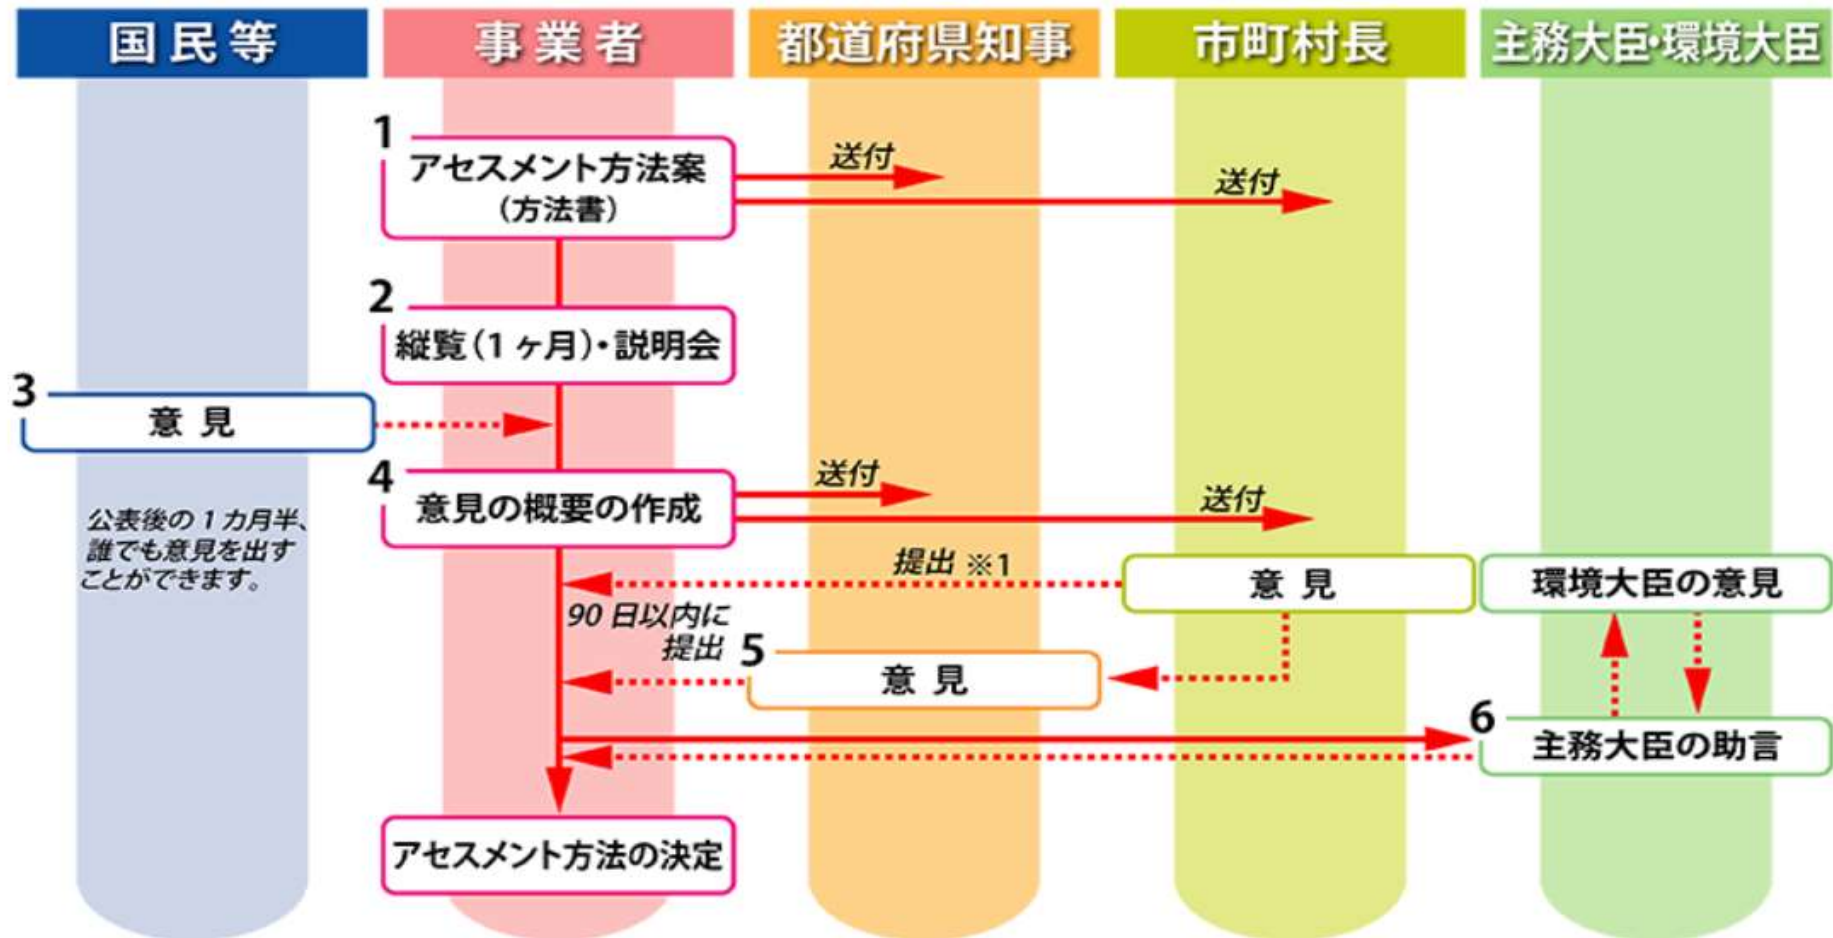 国民等
事業者
都道府県知事
市町村長
主務大臣・環境大臣
1
アセスメント方法案
(方法書)
送付
送付
2
縦覧(1ヶ月)・説明会
3
意見
公表後の1カ月半、
誰でも意見を出す
ことができます。
4
意見の概要の作成
送付
送付
提出 ※1
意見
環境大臣の意見
90日以内に
提出
5
意見
6
主務大臣の助言
アセスメント方法の決定